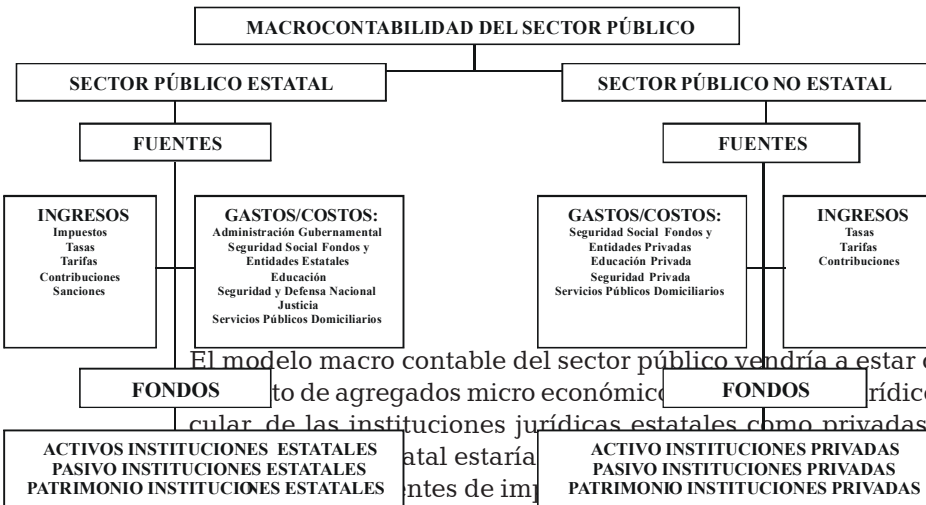 MACROCONTABILIDAD DEL SECTOR PÚBLICO
SECTOR PÚBLICO ESTATAL
SECTOR PÚBLICO NO ESTATAL
FUENTES
FUENTES
INGRESOS
Impuestos
Tasas
Tarifas
Contribuciones
Sanciones
GASTOS/COSTOS:
Administración Gubernamental
Seguridad Social Fondos y
Entidades Estatales
Educación
Seguridad y Defensa Nacional
Justicia
Servicios Públicos Domiciliarios
GASTOS/COSTOS:
Seguridad Social Fondos y
Entidades Privadas
Educación Privada
Seguridad Privada
Servicios Públicos Domiciliarios
INGRESOS
Tasas
Tarifas
Contribuciones
El modelo macro contable del sector público vendría a estar
to de agregados micro económic
cular, de las instituciones jurídicas estatales como privadas
atal estaría
entes de imp
FONDOS
FONDOS
ACTIVOS INSTITUCIONES ESTATALES
PASIVO INSTITUCIONES ESTATALES
PATRIMONIO INSTITUCIONES ESTATALES
ACTIVO INSTITUCIONES PRIVADAS
PASIVO INSTITUCIONES PRIVADAS
PATRIMONIO INSTITUCIONES PRIVADAS